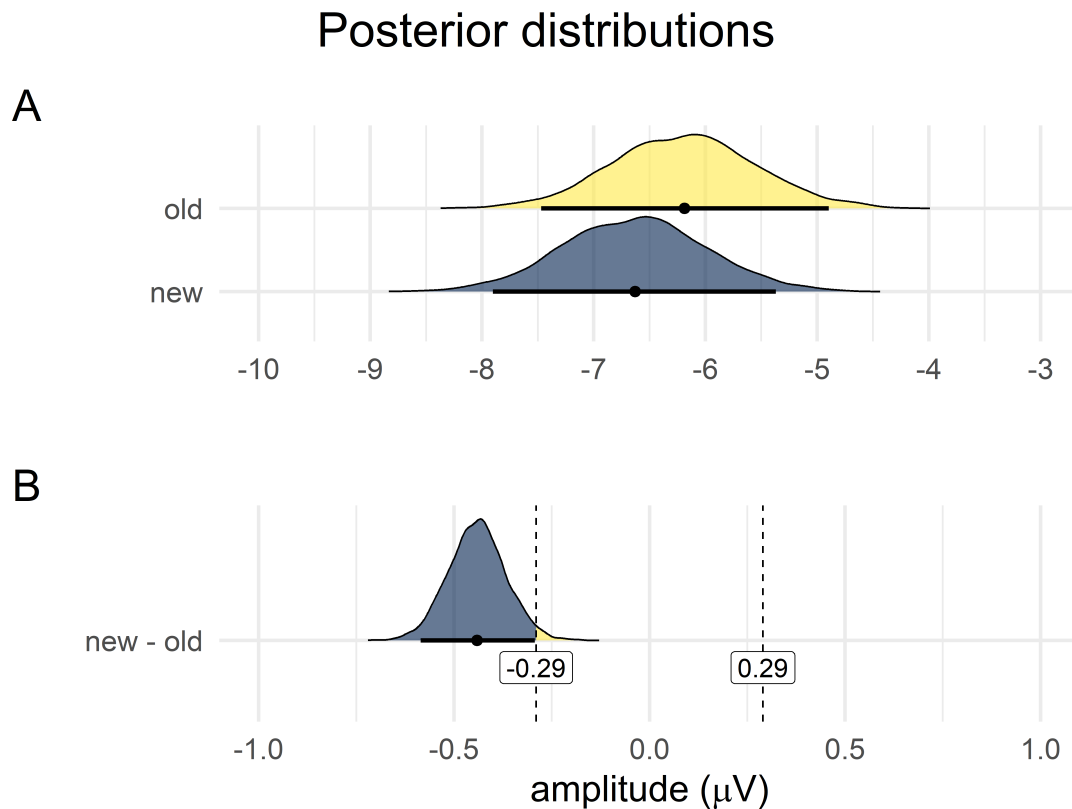 Posterior distributions
A
old
new
-10 -9 -8 -7 -6 -5 -4 -3
B
new - old
-0.29 0.29
-1.0 -0.5 0.0 0.5 1.0
amplitude (μV)